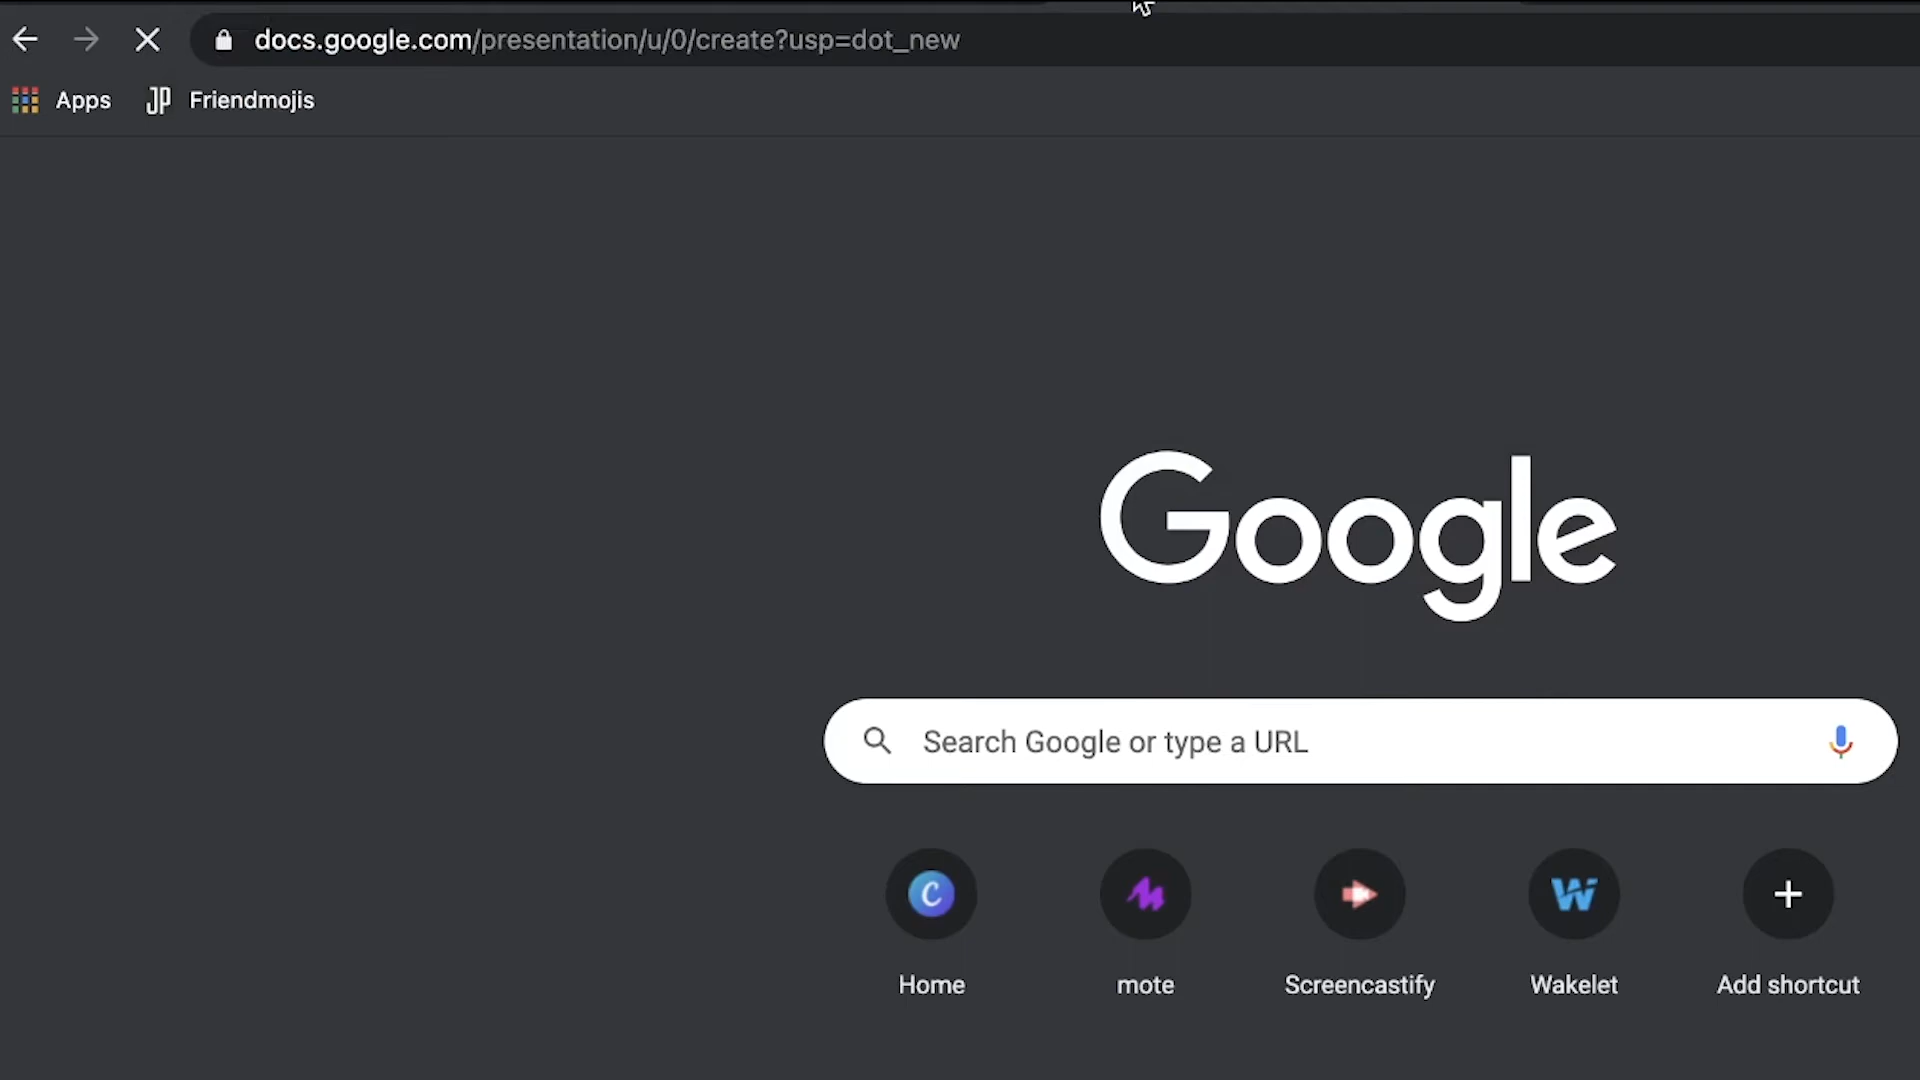 docs.google.com/presentation/u/0/create?usp=dot_new
Apps JP Friendmojis
Google
Search Google or type a URL
Home mote Screencastify Wakelet Add shortcut